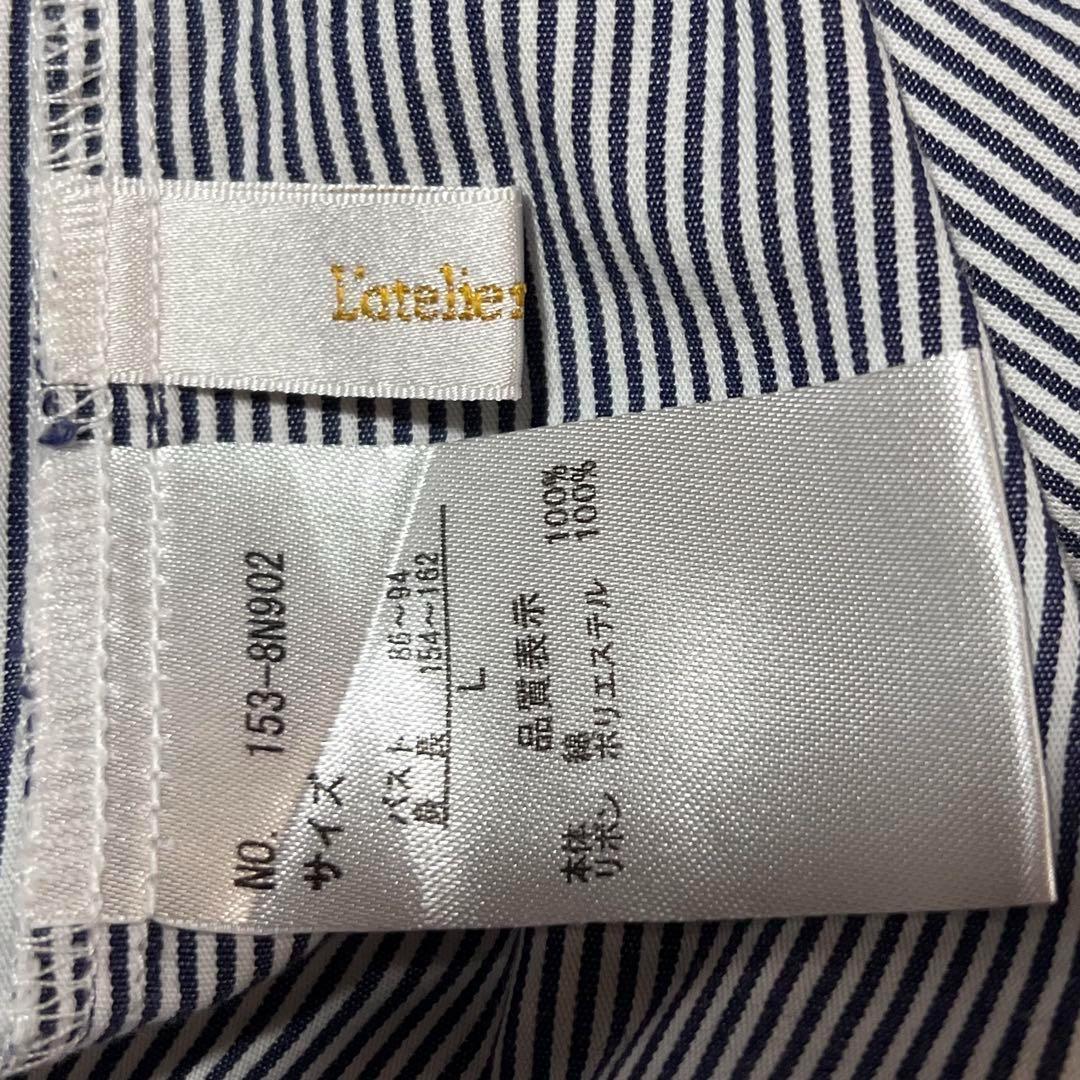 L'atelier
NO. 153-8N902
サイズ
バスト 86~94
身長 154~162
L
品質表示
本体 綿 100%
リボン ポリエステル 100%